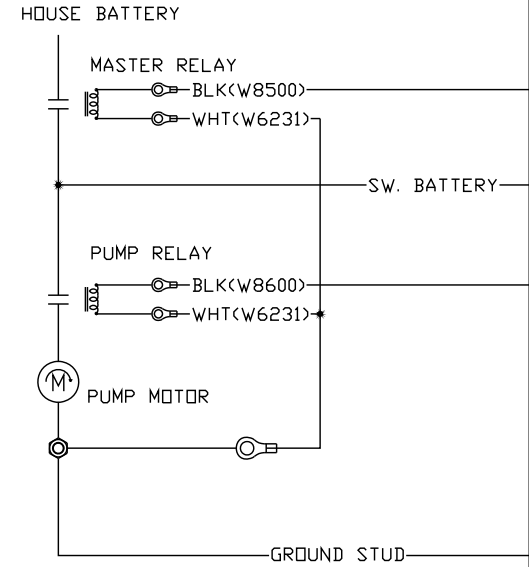 HOUSE BATTERY
MASTER RELAY
BLK(W8500)
WHT(W6231)
SW. BATTERY
PUMP RELAY
BLK(W8600)
WHT(W6231)
M
PUMP MOTOR
GROUND STUD